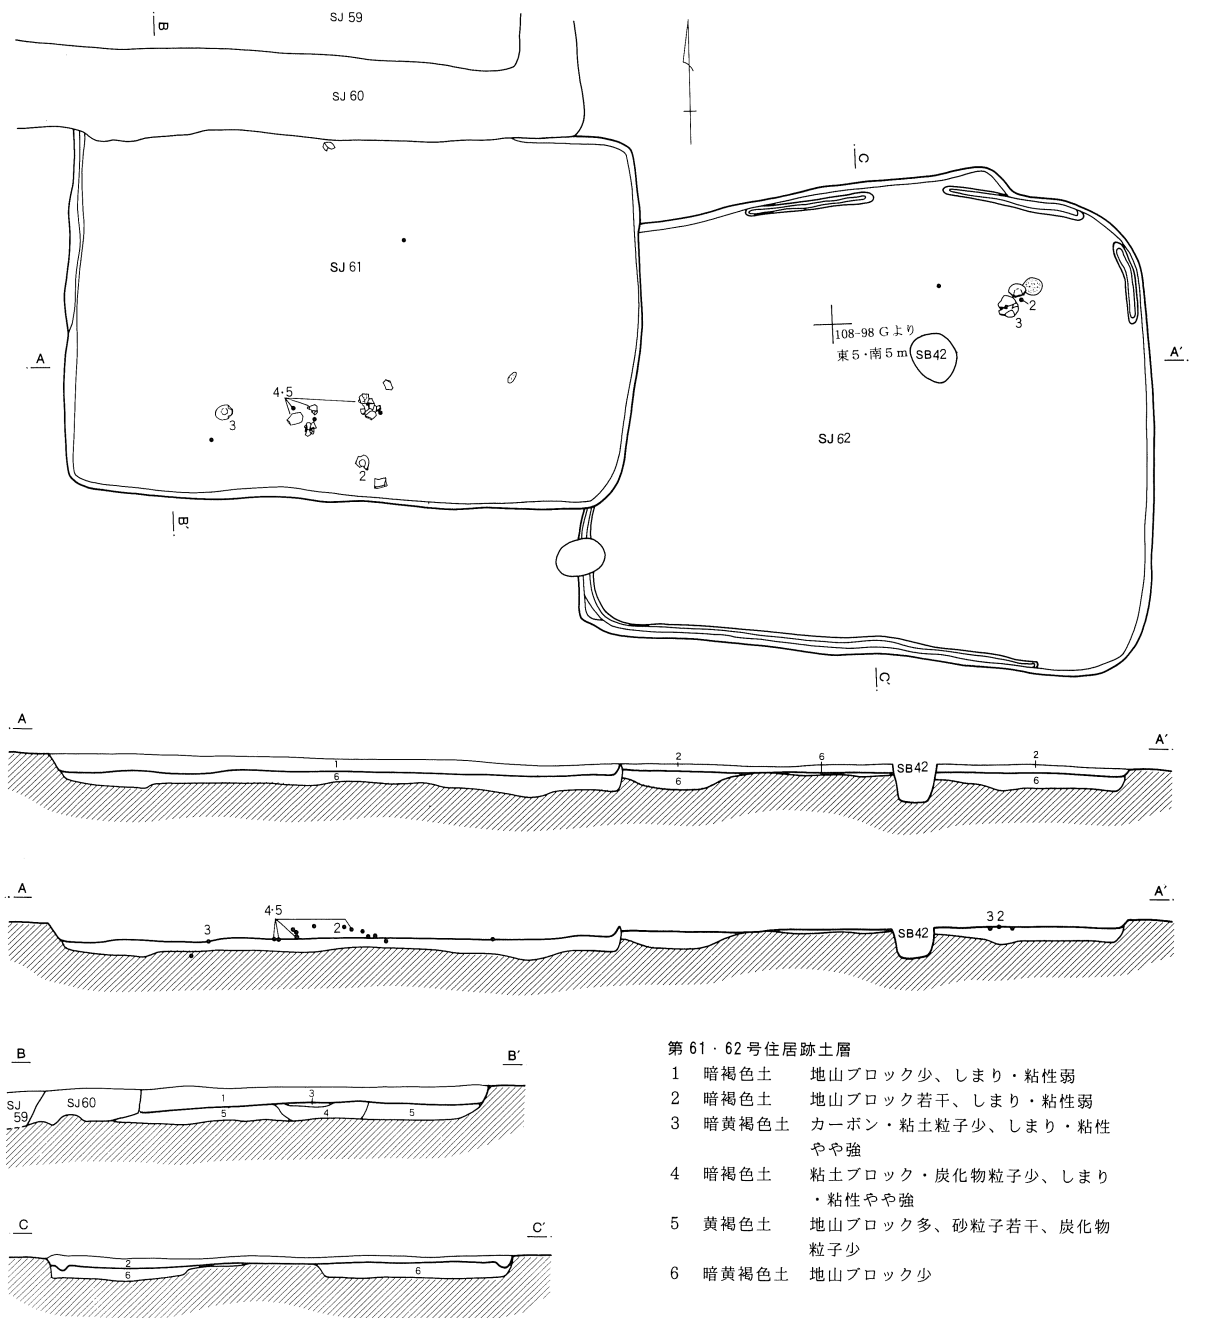 B
SJ 59
SJ 60
C
SJ 61
2
3
108-98 G より
東5・南5m
SB42
A
A′
4・5
3
SJ 62
2
B′
C′
A
A′
1
2
6
2
SB42
6
6
6
A
A′
4・5
3
2
3 2
SB42
B
B′
SJ
59
SJ60
1
3
5
4
5
C
C′
2
6
6
第 61・62 号住居跡土層
1 暗褐色土 地山ブロック少、しまり・粘性弱
2 暗褐色土 地山ブロック若干、しまり・粘性弱
3 暗黄褐色土 カーボン・粘土粒子少、しまり・粘性
やや強
4 暗褐色土 粘土ブロック・炭化物粒子少、しまり
・粘性やや強
5 黄褐色土 地山ブロック多、砂粒子若干、炭化物
粒子少
6 暗黄褐色土 地山ブロック少